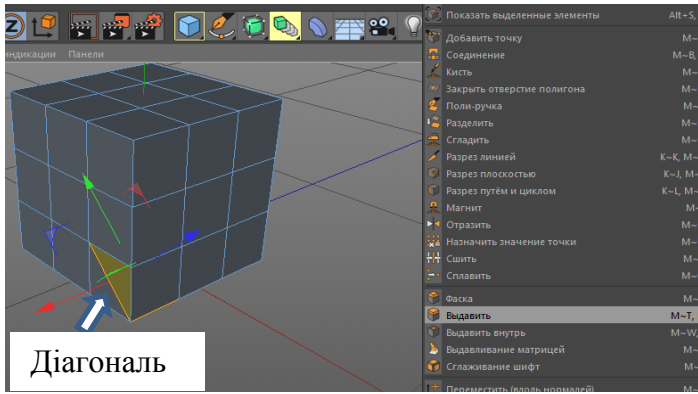 Z
индикации Панели
Показать выделенные элементы Alt+S,
Добавить точку M~
Соединение M~B,
Кисть M~
Закрыть отверстие полигона M~
Поли-ручка M~
Разделить M~
Сгладить M~
Разрез линией K~K, M~
Разрез плоскостью K~J, M~
Разрез путём и циклом K~L, M~
Магнит M~
Отразить M~
Назначить значение точки M~
Сшить M~
Сплавить M~
Фаска M~
Выдавить M~T,
Выдавить внутрь M~W,
Выдавливание матрицей M~
Сглаживание шифт M~
Переместить (вдоль нормалей) M~
Діагональ